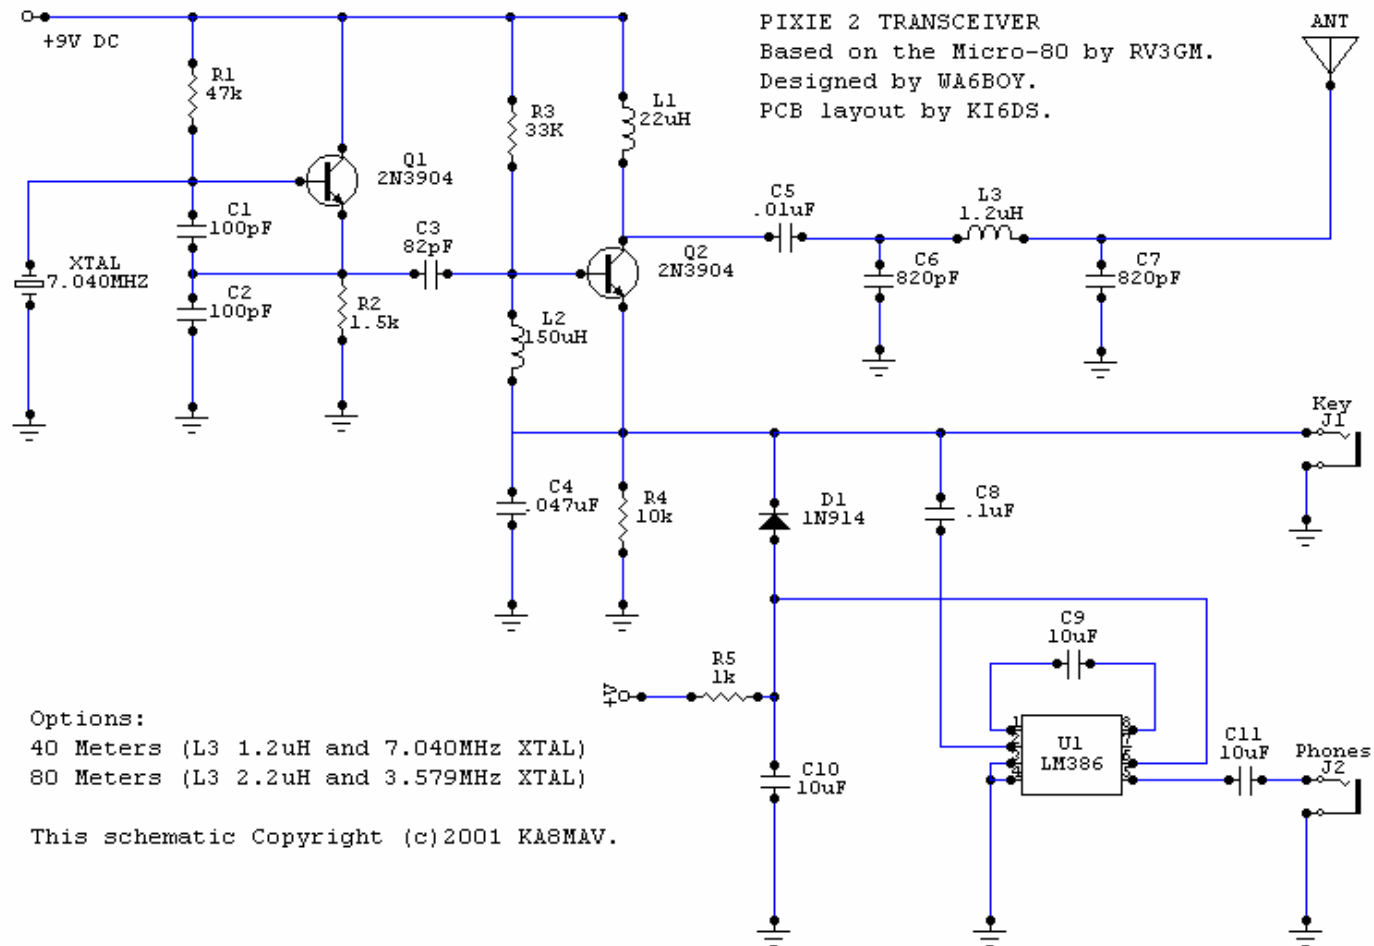 +9V DC
PIXIE 2 TRANSCEIVER
Based on the Micro-80 by RV3GM.
Designed by WA6BOY.
PCB layout by KI6DS.
ANT
R1
47k
R3
33K
L1
22uH
Q1
2N3904
C1
100pF
C3
82pF
C5
.01uF
L3
1.2uH
Q2
2N3904
C6
820pF
C7
820pF
XTAL
7.040MHZ
C2
100pF
R2
1.5k
L2
150uH
Key
J1
C4
.047uF
R4
10k
D1
1N914
C8
.1uF
C9
10uF
R5
1k
+V
U1
LM386
C11
10uF
Phones
J2
C10
10uF
Options:
40 Meters (L3 1.2uH and 7.040MHz XTAL)
80 Meters (L3 2.2uH and 3.579MHz XTAL)
This schematic Copyright (c)2001 KA8MAV.